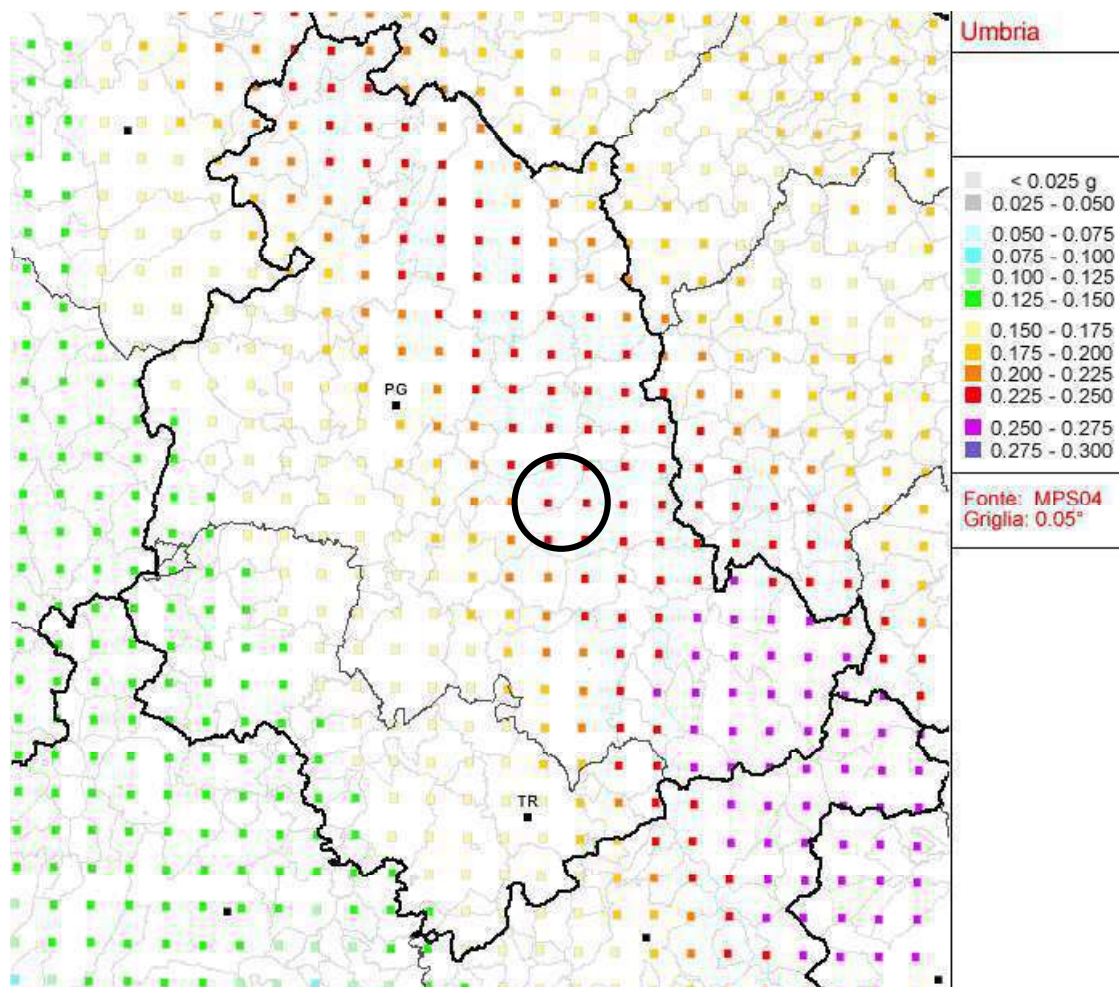 Umbria
< 0.025 g
0.025 - 0.050
0.050 - 0.075
0.075 - 0.100
0.100 - 0.125
0.125 - 0.150
0.150 - 0.175
0.175 - 0.200
0.200 - 0.225
0.225 - 0.250
0.250 - 0.275
0.275 - 0.300
Fonte: MPS04
Griglia: 0.05°
PG
TR